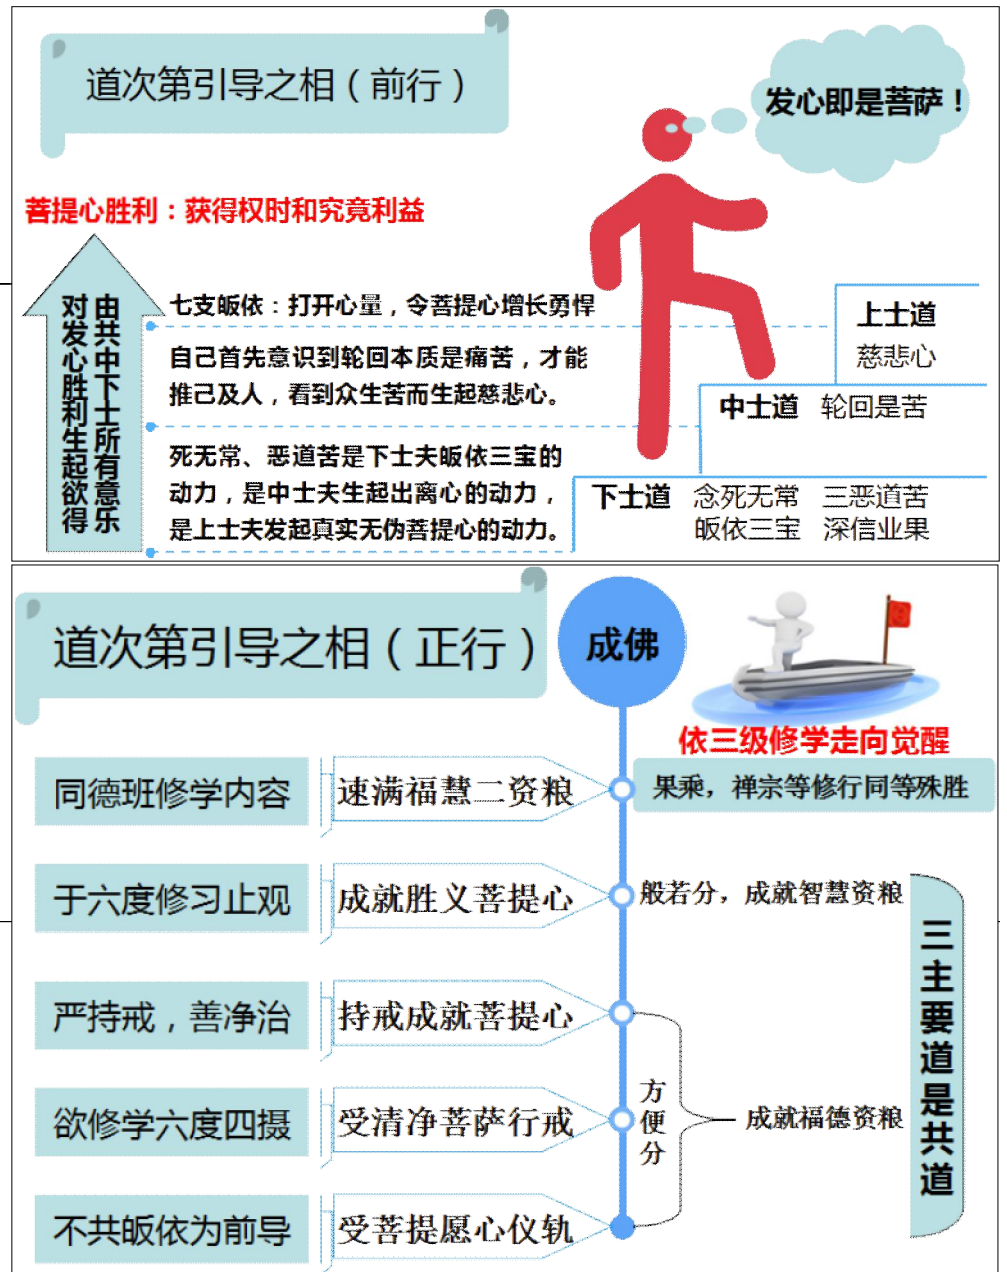 道次第引导之相（前行）
发心即是菩萨！
菩提心胜利：获得权时和究竟利益
由共中下士所有意乐
对发心胜利生起欲得
七支皈依：打开心量，令菩提心增长勇悍
自己首先意识到轮回本质是痛苦，才能
推己及人，看到众生苦而生起慈悲心。
死无常、恶道苦是下士夫皈依三宝的
动力，是中士夫生起出离心的动力，
是上士夫发起真实无伪菩提心的动力。
上士道
慈悲心
中士道 轮回是苦
下士道 念死无常 三恶道苦
皈依三宝 深信业果
道次第引导之相（正行）
成佛
依三级修学走向觉醒
同德班修学内容 速满福慧二资粮 果乘，禅宗等修行同等殊胜
于六度修习止观 成就胜义菩提心 般若分，成就智慧资粮
严持戒，善净治 持戒成就菩提心
欲修学六度四摄 受清净菩萨行戒
方便分
成就福德资粮
不共皈依为前导 受菩提愿心仪轨
三主要道是共道